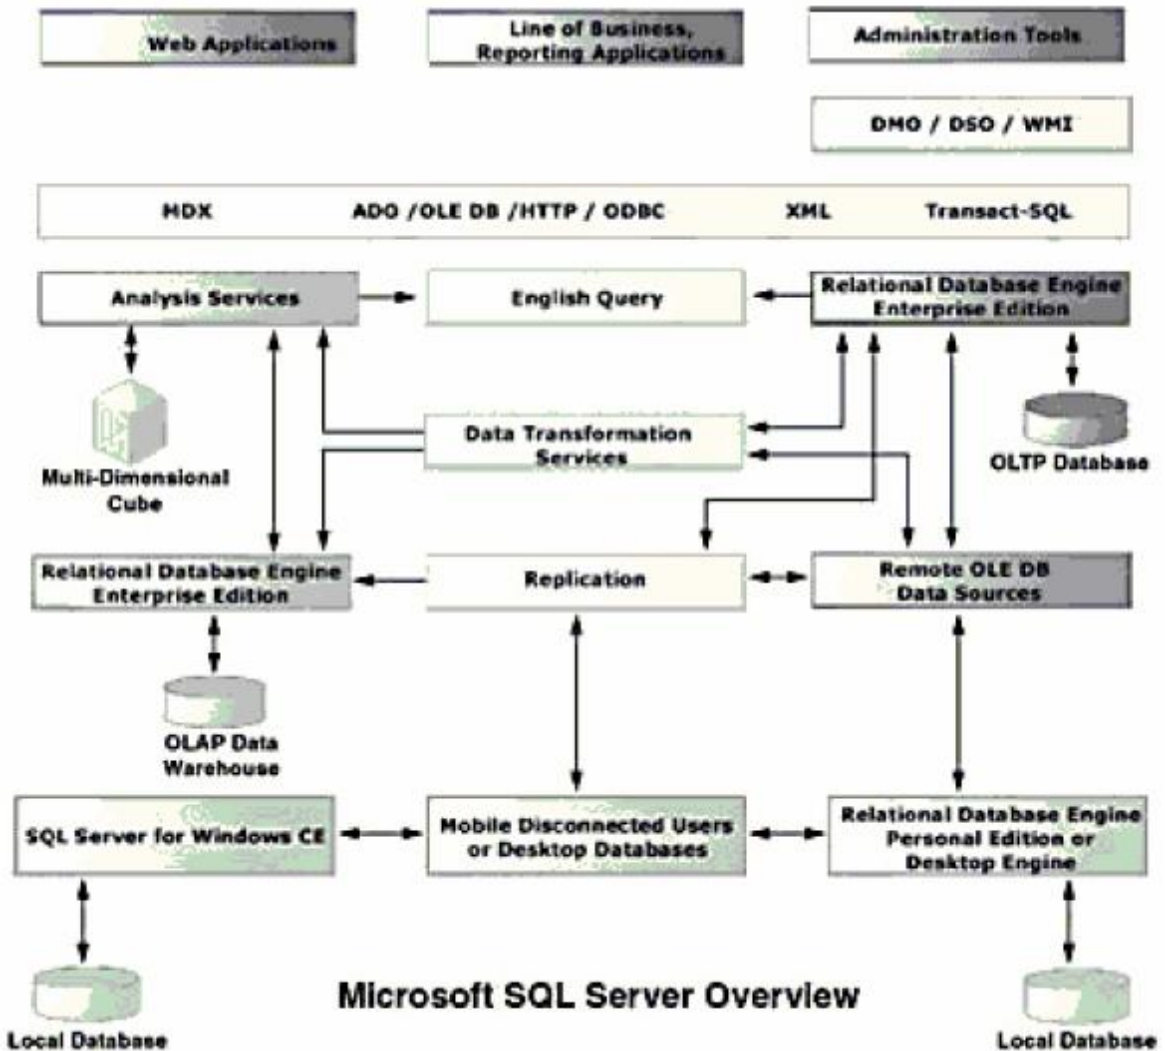 Web Applications
Line of Business,
Reporting Applications
Administration Tools
DMO / DSO / WMI
MDX
ADO /OLE DB /HTTP / ODBC
XML
Transact-SQL
Analysis Services
English Query
Relational Database Engine
Enterprise Edition
Multi-Dimensional
Cube
Data Transformation
Services
OLTP Database
Relational Database Engine
Enterprise Edition
Replication
Remote OLE DB
Data Sources
OLAP Data
Warehouse
SQL Server for Windows CE
Mobile Disconnected Users
or Desktop Databases
Relational Database Engine
Personal Edition or
Desktop Engine
Local Database
Microsoft SQL Server Overview
Local Database